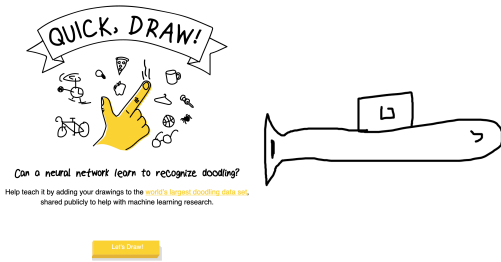 QUICK, DRAW!
Can a neural network learn to recognize doodling?
Help teach it by adding your drawings to the world's largest doodling data set,
shared publicly to help with machine learning research.
Let's Draw!